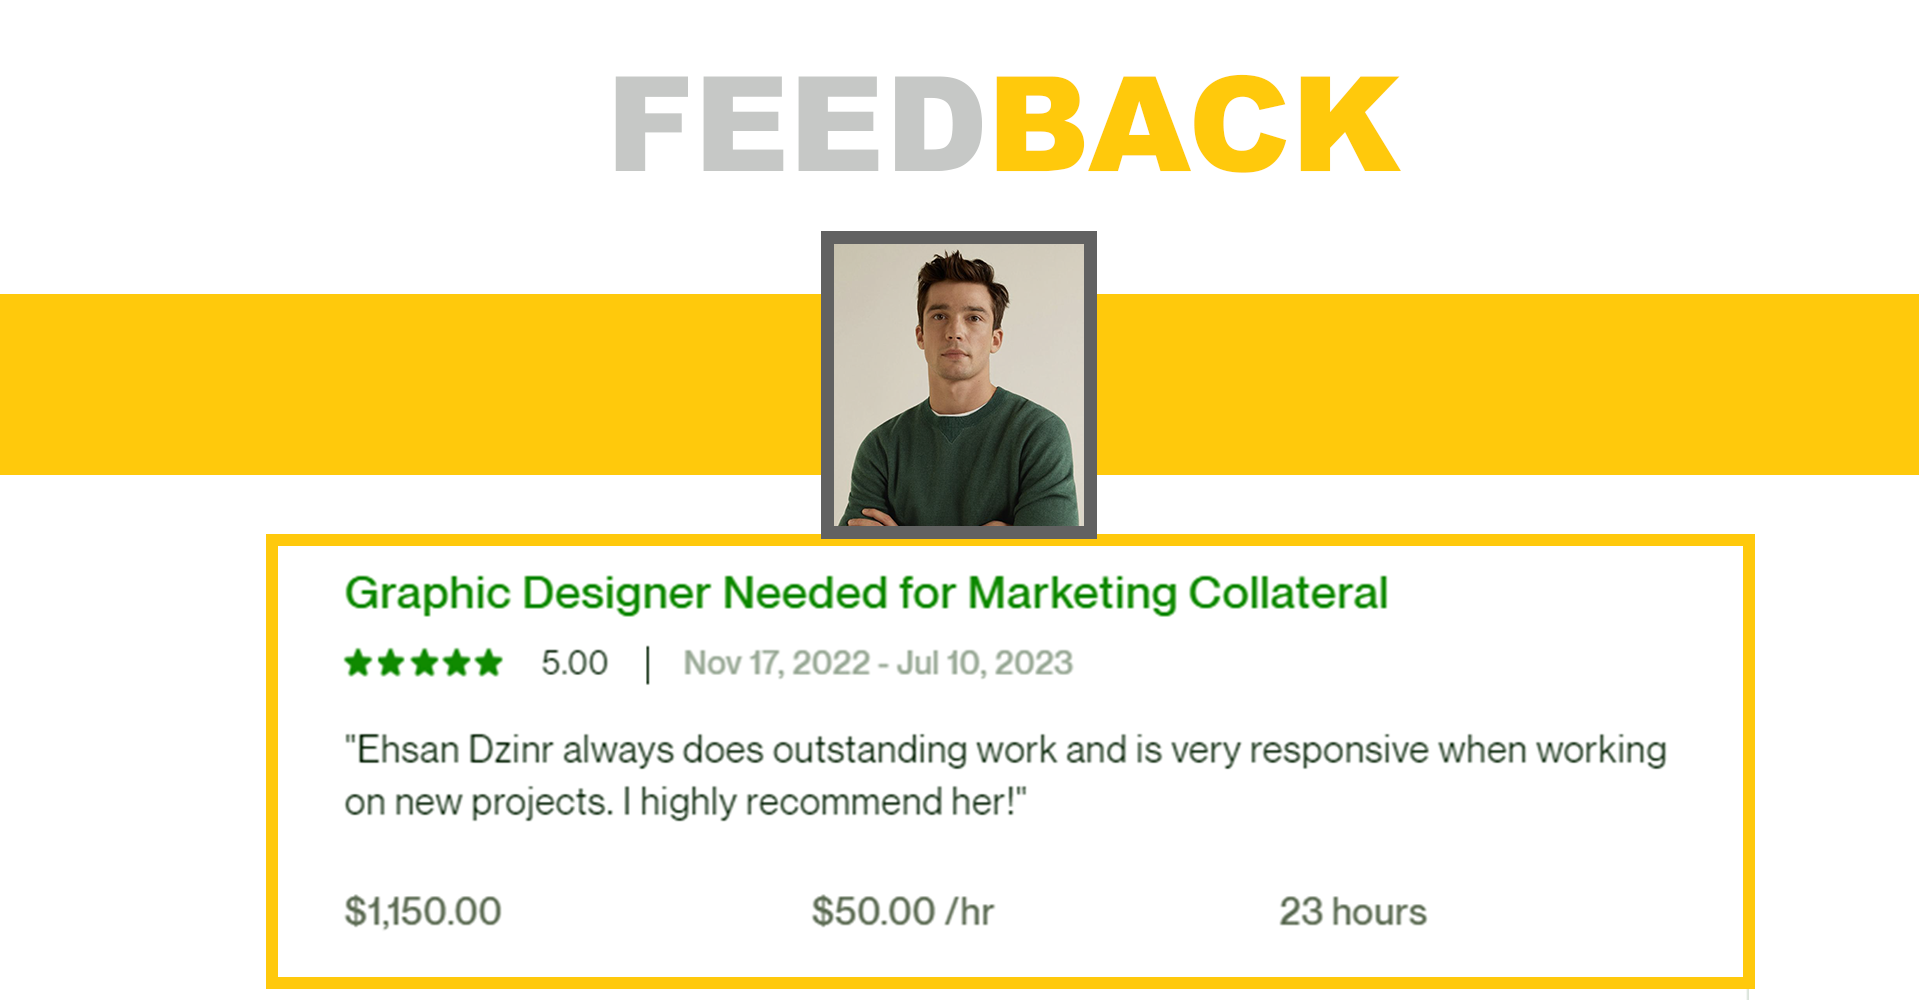 FEEDBACK
Graphic Designer Needed for Marketing Collateral
5.00 | Nov 17, 2022 - Jul 10, 2023
"Ehsan Dzinr always does outstanding work and is very responsive when working
on new projects. I highly recommend her!"
$1,150.00 $50.00 /hr 23 hours